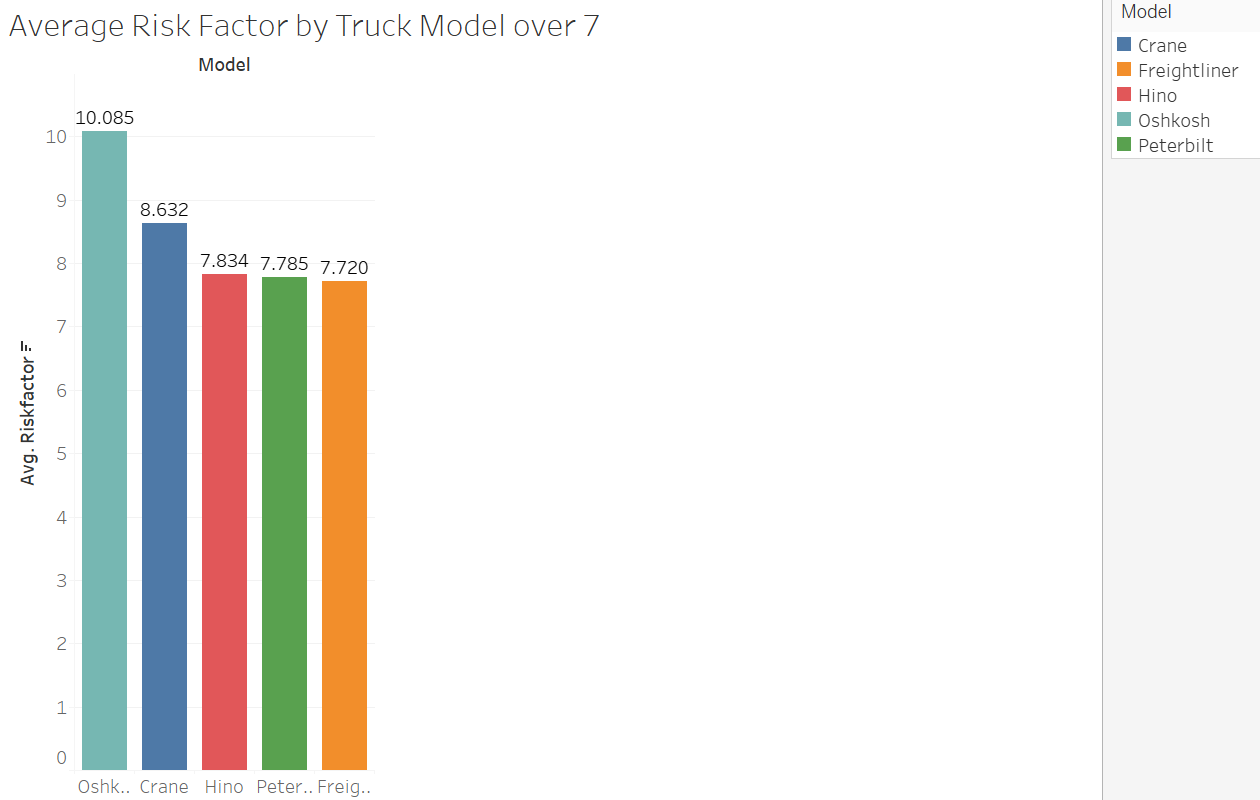 Average Risk Factor by Truck Model over 7
Model
10.085
8.632
7.834
7.785
7.720
10
9
8
7
6
5
4
3
2
1
0
Avg. Riskfactor
Oshk..
Crane
Hino
Peter..
Freig..
Model
Crane
Freightliner
Hino
Oshkosh
Peterbilt